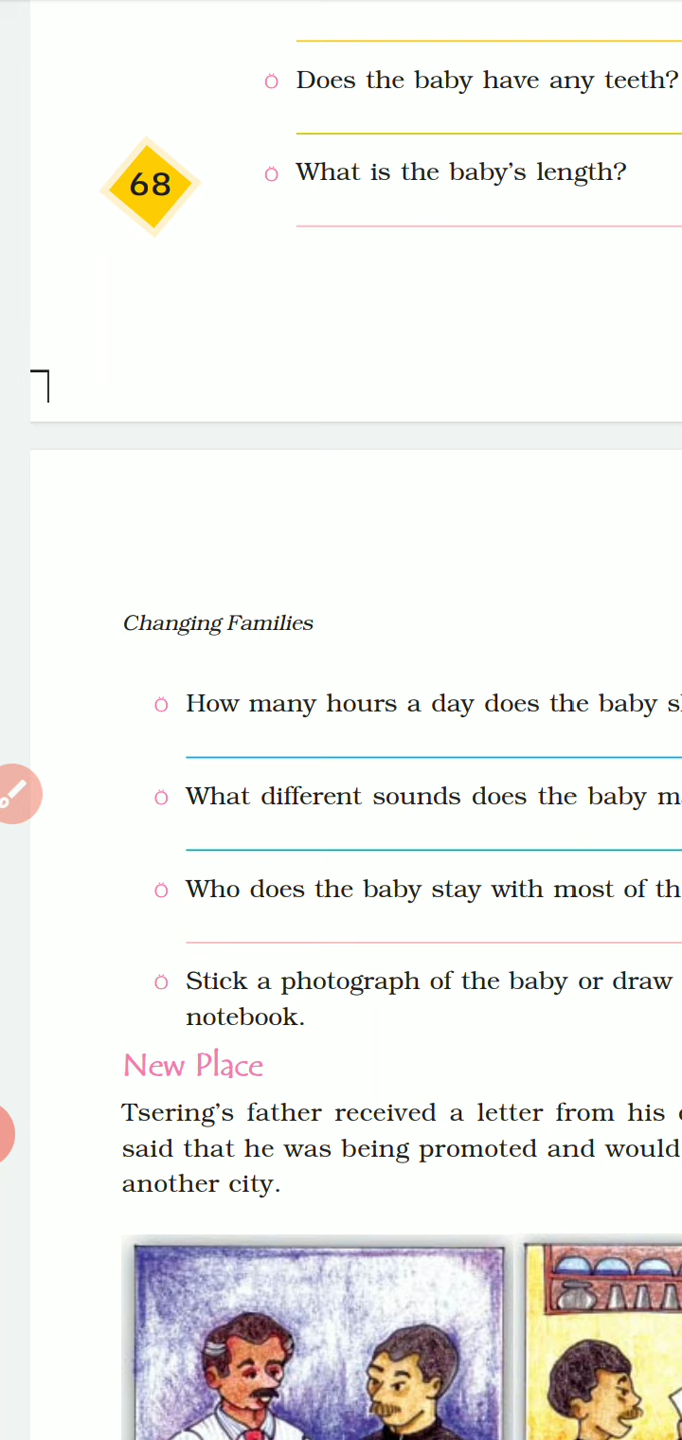 Does the baby have any teeth?
68
What is the baby's length?
Changing Families
How many hours a day does the baby
What different sounds does the baby
Who does the baby stay with most of
Stick a photograph of the baby or draw
notebook.
New Place
Tsering's father received a letter from his
said that he was being promoted and would
another city.